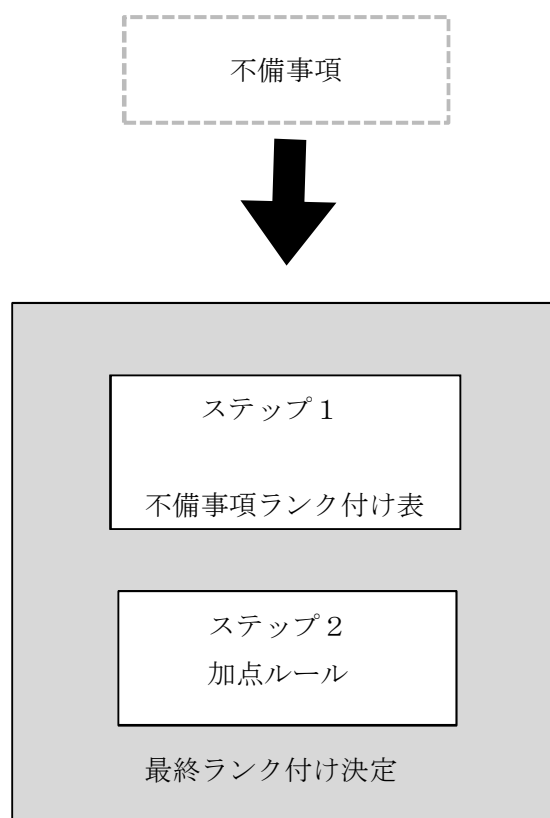 不備事項
ステップ１
不備事項ランク付け表
ステップ２
加点ルール
最終ランク付け決定